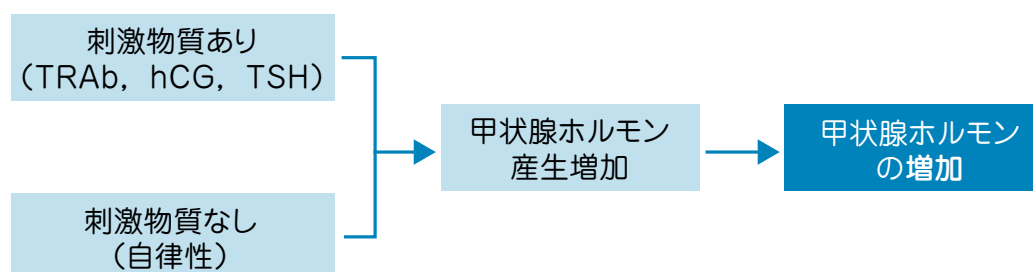 刺激物質あり
（TRAb，hCG，TSH）
甲状腺ホルモン
産生増加
甲状腺ホルモン
の増加
刺激物質なし
（自律性）